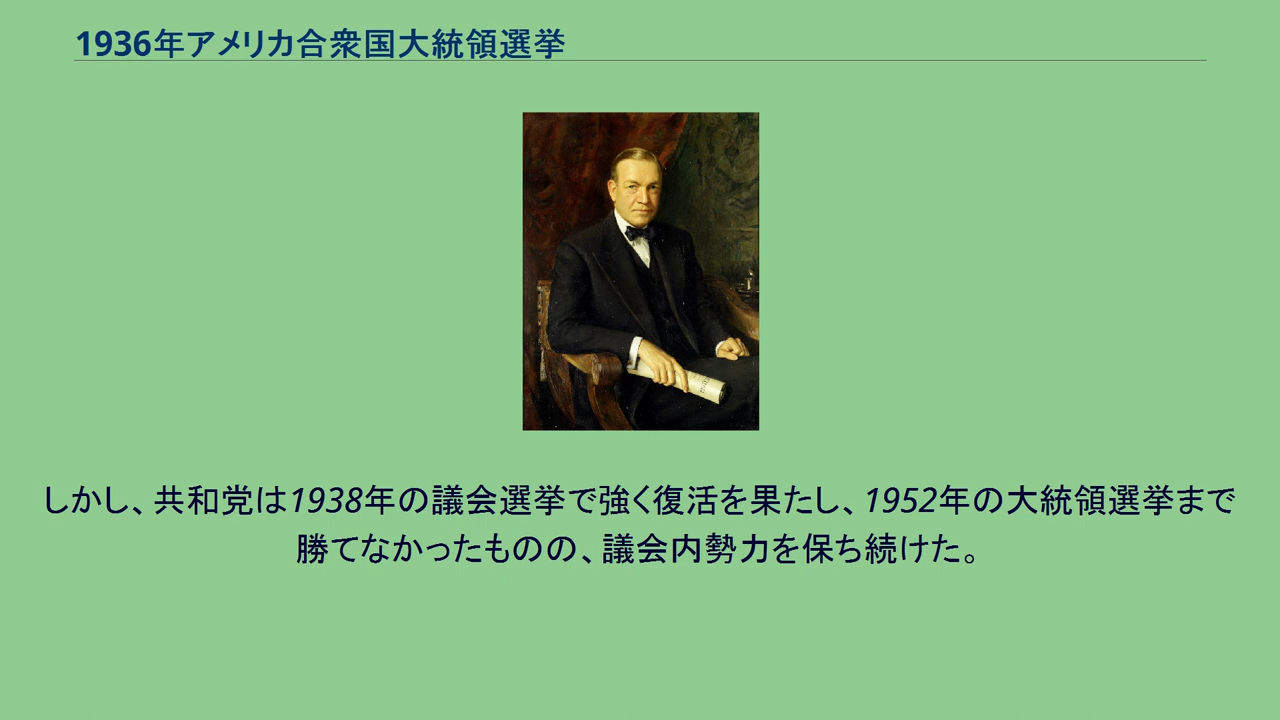 1936年アメリカ合衆国大統領選挙
しかし、共和党は1938年の議会選挙で強く復活を果たし、1952年の大統領選挙まで
勝てなかったものの、議会内勢力を保ち続けた。